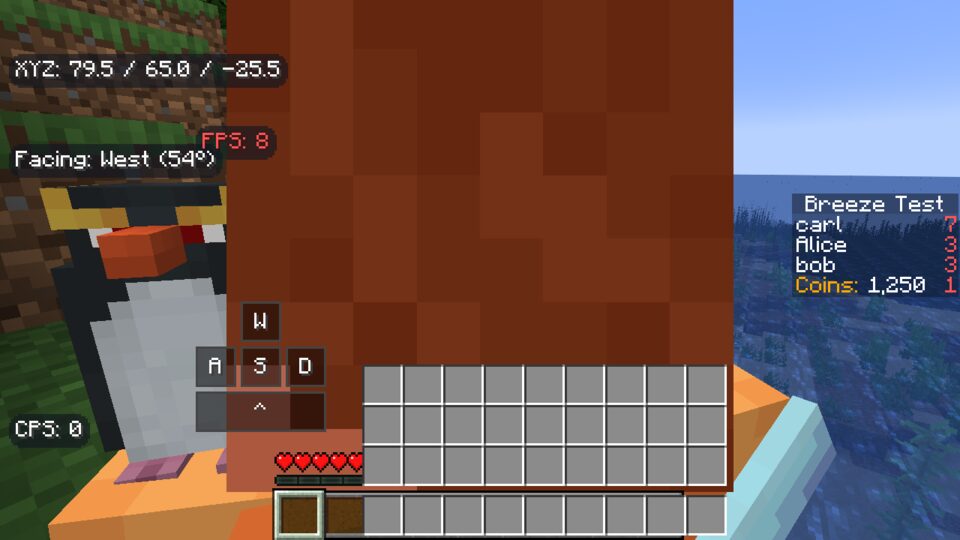 XYZ: 79.5 / 65.0 / -25.5
FPS: 8
Facing: West (54°)
Breeze Test
carl 7
Alice 3
bob 3
Coins: 1,250 1
W
A S D
^
CPS: 0